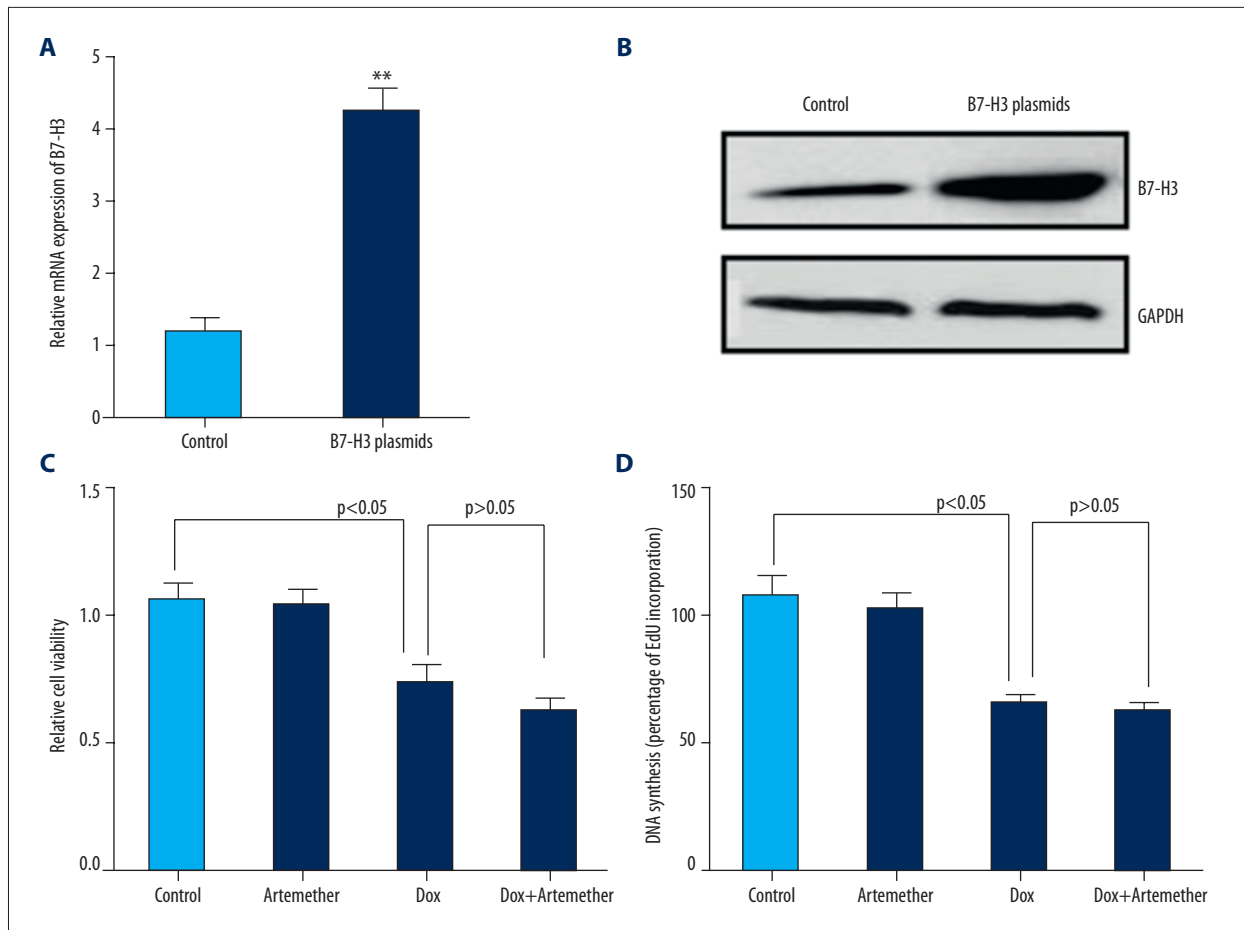 A
Relative mRNA expression of B7-H3
5
4
3
2
1
0
**
Control
B7-H3 plasmids
B
Control
B7-H3 plasmids
B7-H3
GAPDH
C
Relative cell viability
1.5
1.0
0.5
0.0
p<0.05
p>0.05
Control
Artemether
Dox
Dox+Artemether
D
DNA synthesis (percentage of EdU incorporation)
150
100
50
0
p<0.05
p>0.05
Control
Artemether
Dox
Dox+Artemether